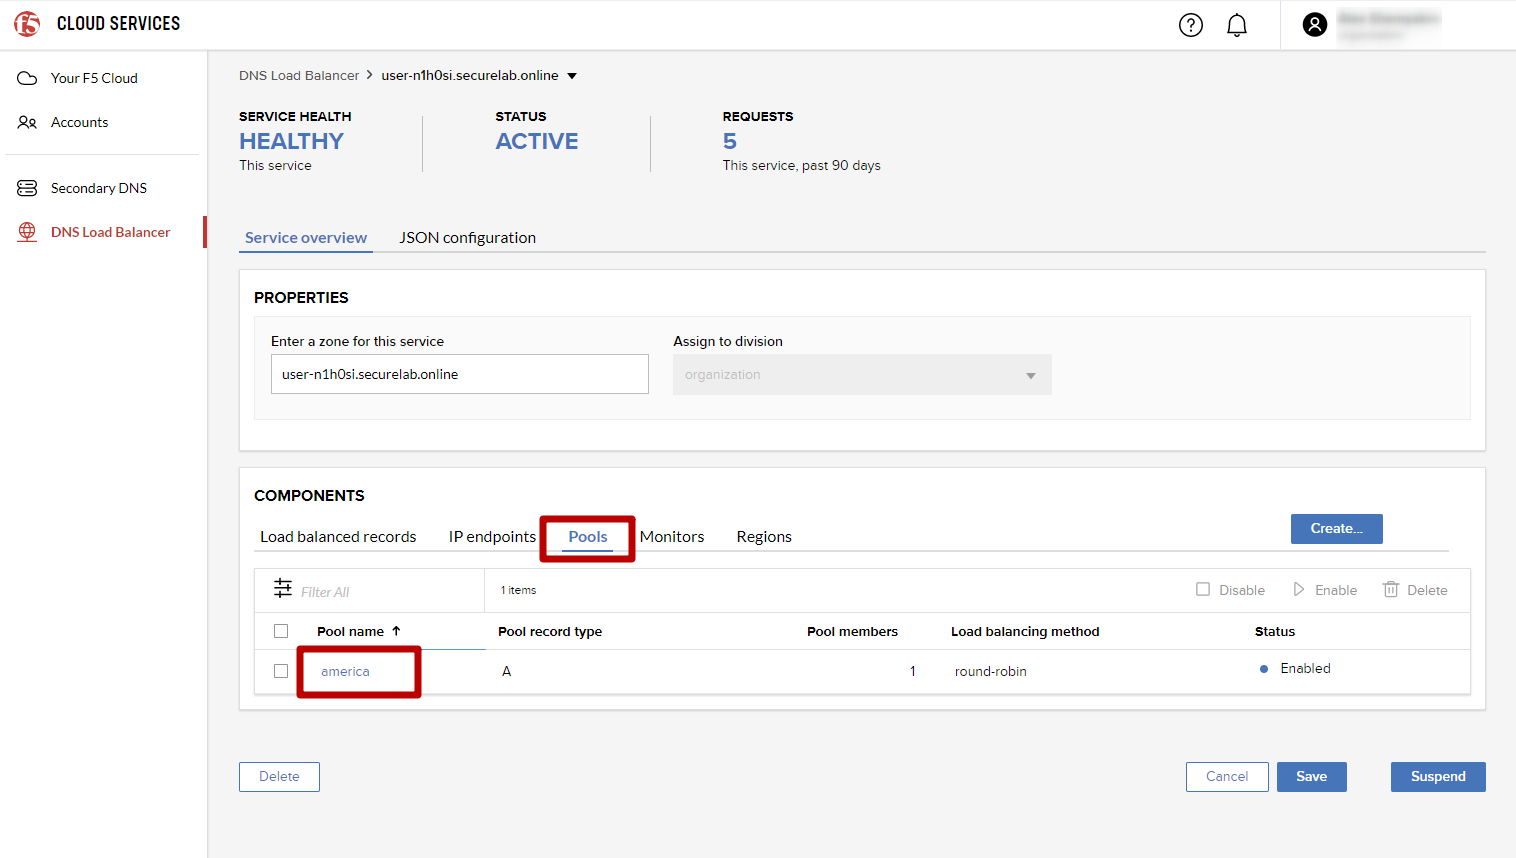 f5 CLOUD SERVICES
Your F5 Cloud
Accounts
Secondary DNS
DNS Load Balancer
DNS Load Balancer > user-n1h0si.securelab.online
SERVICE HEALTH
HEALTHY
This service
STATUS
ACTIVE
REQUESTS
5
This service, past 90 days
Service overview JSON configuration
PROPERTIES
Enter a zone for this service
user-n1h0si.securelab.online
Assign to division
organization
COMPONENTS
Load balanced records IP endpoints Pools Monitors Regions
Create...
Filter All 1 items Disable Enable Delete
Pool name ↑ Pool record type Pool members Load balancing method Status
america A 1 round-robin Enabled
Delete Cancel Save Suspend